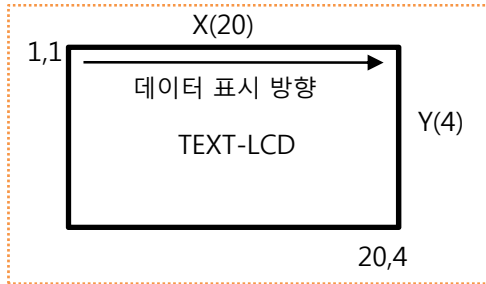 X(20)
1,1
데이터 표시 방향
Y(4)
TEXT-LCD
20,4